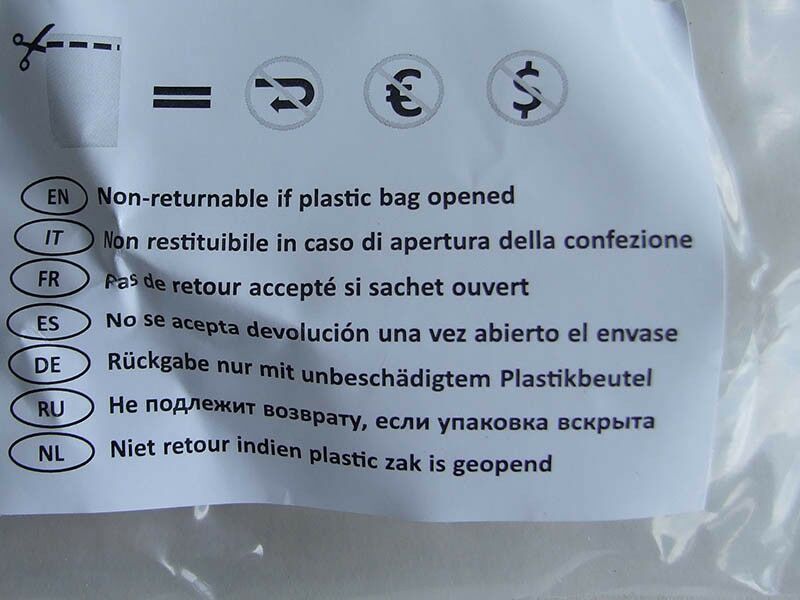 = € $
EN Non-returnable if plastic bag opened
IT Non restituibile in caso di apertura della confezione
FR Pas de retour accepté si sachet ouvert
ES No se acepta devolución una vez abierto el envase
DE Rückgabe nur mit unbeschädigtem Plastikbeutel
RU Не подлежит возврату, если упаковка вскрыта
NL Niet retour indien plastic zak is geopend